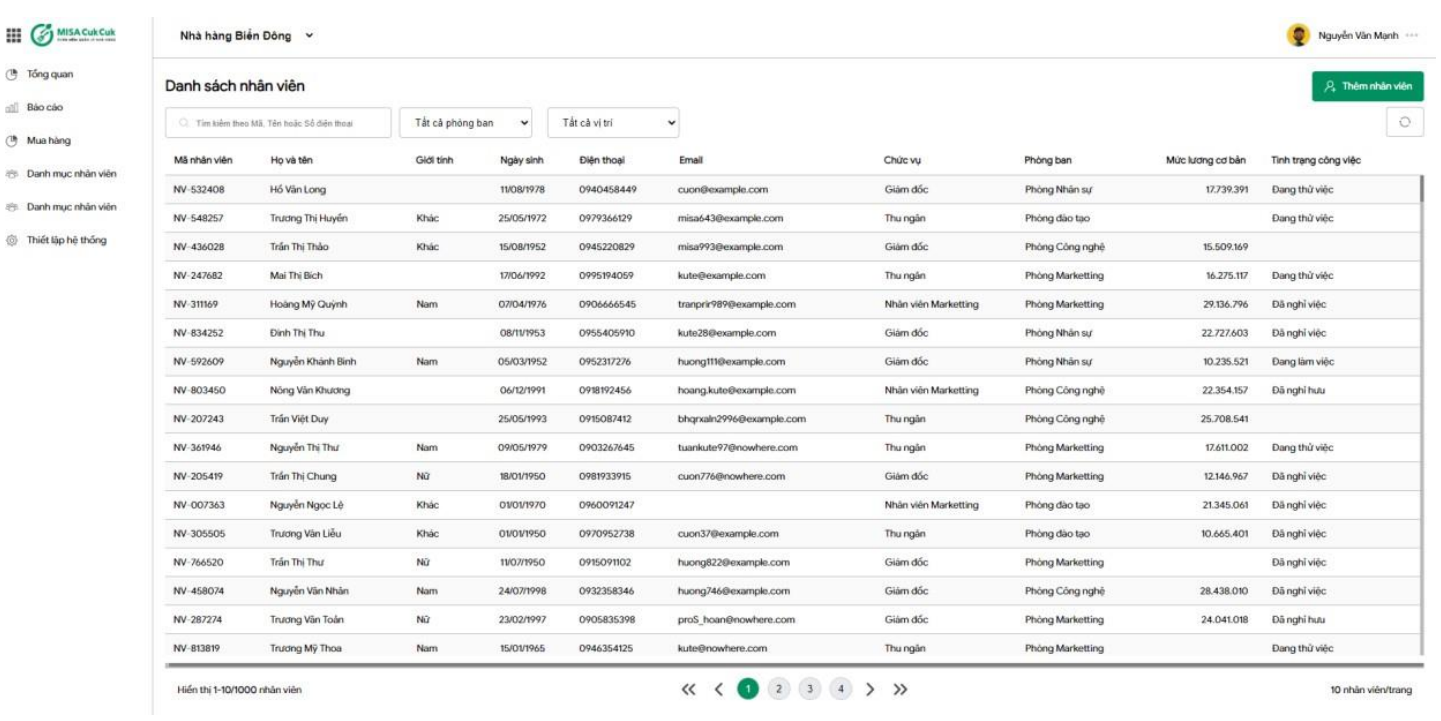 MISA CukCuk
Nhà hàng Biển Đông
Nguyễn Văn Mạnh
Tổng quan
Báo cáo
Mua hàng
Danh mục nhân viên
Danh mục nhân viên
Thiết lập hệ thống
Danh sách nhân viên
Thêm nhân viên
Tìm kiếm theo Mã, Tên hoặc Số điện thoại Tất cả phòng ban Tất cả vị trí
Mã nhân viên Họ và tên Giới tính Ngày sinh Điện thoại Email Chức vụ Phòng ban Mức lương cơ bản Tình trạng công việc
NV-532408 Hồ Văn Long 11/08/1978 0940458449 cuon@example.com Giám đốc Phòng Nhân sự 17.739.391 Đang thử việc
NV-548257 Trương Thị Huyền Khác 25/05/1972 0979366129 misa643@example.com Thu ngân Phòng đào tạo Đang thử việc
NV-436028 Trần Thị Thảo Khác 15/08/1952 0945220829 misa993@example.com Giám đốc Phòng Công nghệ 15.509.169
NV-247682 Mai Thị Bích 17/06/1992 0995194059 kute@example.com Thu ngân Phòng Marketting 16.275.117 Đang thử việc
NV-311169 Hoàng Mỹ Quỳnh Nam 07/04/1976 0906666545 tranprir989@example.com Nhân viên Marketting Phòng Marketting 29.136.796 Đã nghỉ việc
NV-834252 Đinh Thị Thu 08/11/1953 0955405910 kute28@example.com Giám đốc Phòng Nhân sự 22.727.603 Đã nghỉ việc
NV-592609 Nguyễn Khánh Bình Nam 05/03/1952 0952317276 huong111@example.com Giám đốc Phòng Nhân sự 10.235.521 Đang làm việc
NV-803450 Nông Văn Khương 06/12/1991 0918192456 hoang.kute@example.com Nhân viên Marketting Phòng Công nghệ 22.354.157 Đã nghỉ hưu
NV-207243 Trần Việt Duy 25/05/1993 0915087412 bhqrxaln2996@example.com Thu ngân Phòng Công nghệ 25.708.541
NV-361946 Nguyễn Thị Thư Nam 09/05/1979 0903267645 tuankute97@nowhere.com Thu ngân Phòng Marketting 17.611.002 Đang thử việc
NV-205419 Trần Thị Chung Nữ 18/01/1950 0981933915 cuon776@nowhere.com Giám đốc Phòng Marketting 12.146.967 Đã nghỉ việc
NV-007363 Nguyễn Ngọc Lệ Khác 01/01/1970 0960091247 Nhân viên Marketting Phòng đào tạo 21.345.061 Đã nghỉ việc
NV-305505 Trương Văn Liễu Khác 01/01/1950 0970952738 cuon37@example.com Thu ngân Phòng đào tạo 10.665.401 Đã nghỉ việc
NV-766520 Trần Thị Thư Nữ 11/07/1950 0915091102 huong822@example.com Giám đốc Phòng Marketting Đã nghỉ việc
NV-458074 Nguyễn Văn Nhân Nam 24/07/1998 0932358346 huong746@example.com Giám đốc Phòng Công nghệ 28.438.010 Đã nghỉ việc
NV-287274 Trương Văn Toản Nữ 23/02/1997 0905835398 proS_hoan@nowhere.com Giám đốc Phòng Marketting 24.041.018 Đã nghỉ hưu
NV-813819 Trương Mỹ Thoa Nam 15/01/1965 0946354125 kute@nowhere.com Thu ngân Phòng Marketting Đang thử việc
Hiển thị 1-10/1000 nhân viên 1 2 3 4 10 nhân viên/trang